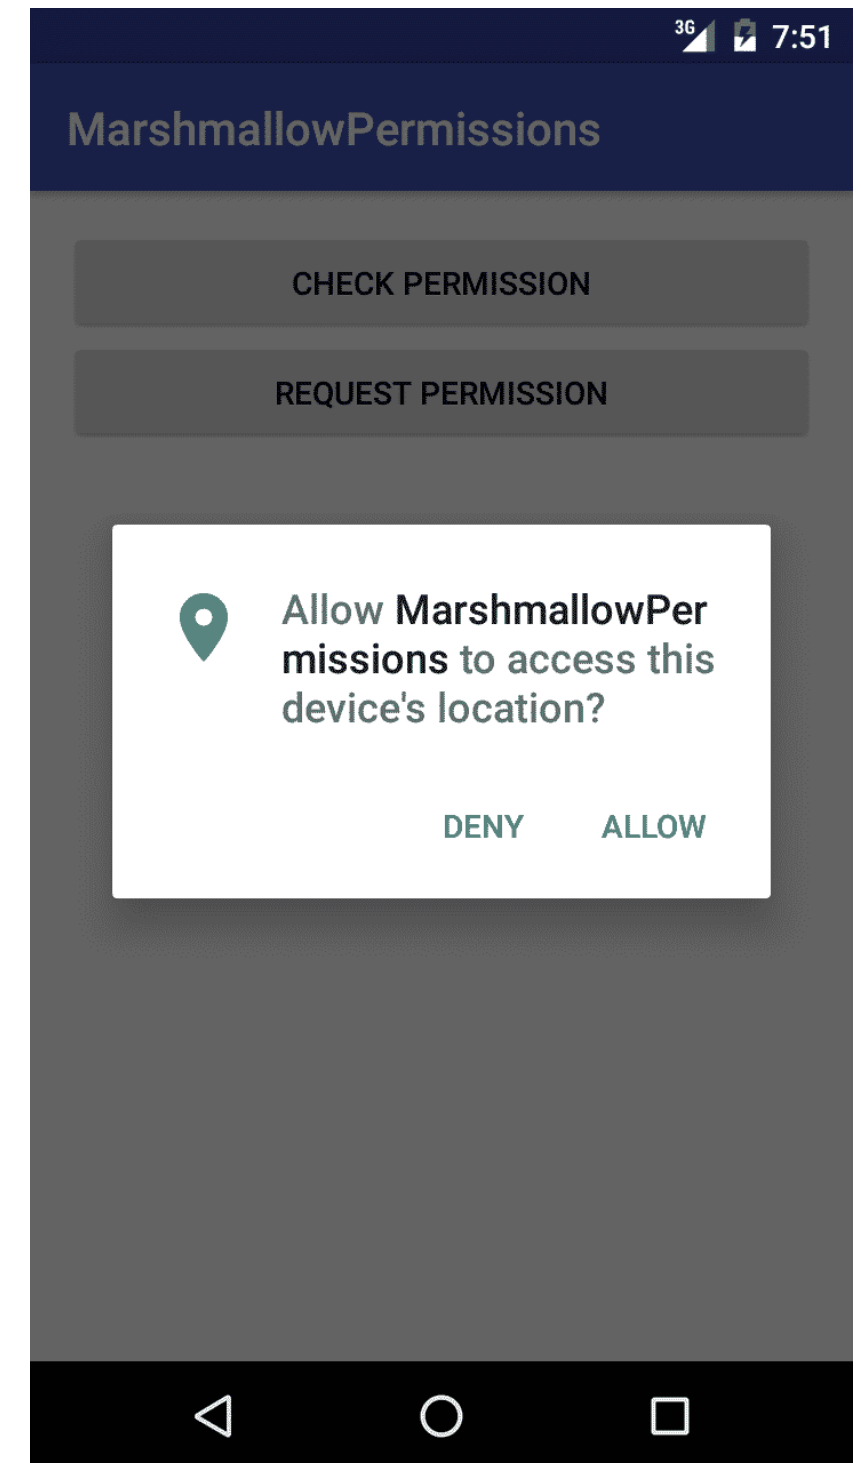 3G 7:51
MarshmallowPermissions
CHECK PERMISSION
REQUEST PERMISSION
Allow MarshmallowPer
missions to access this
device's location?
DENY ALLOW